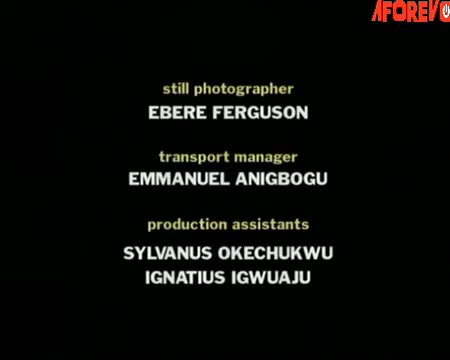 AFOREVO
still photographer
EBERE FERGUSON
transport manager
EMMANUEL ANIGBOGU
production assistants
SYLVANUS OKECHUKWU
IGNATIUS IGWUAJU